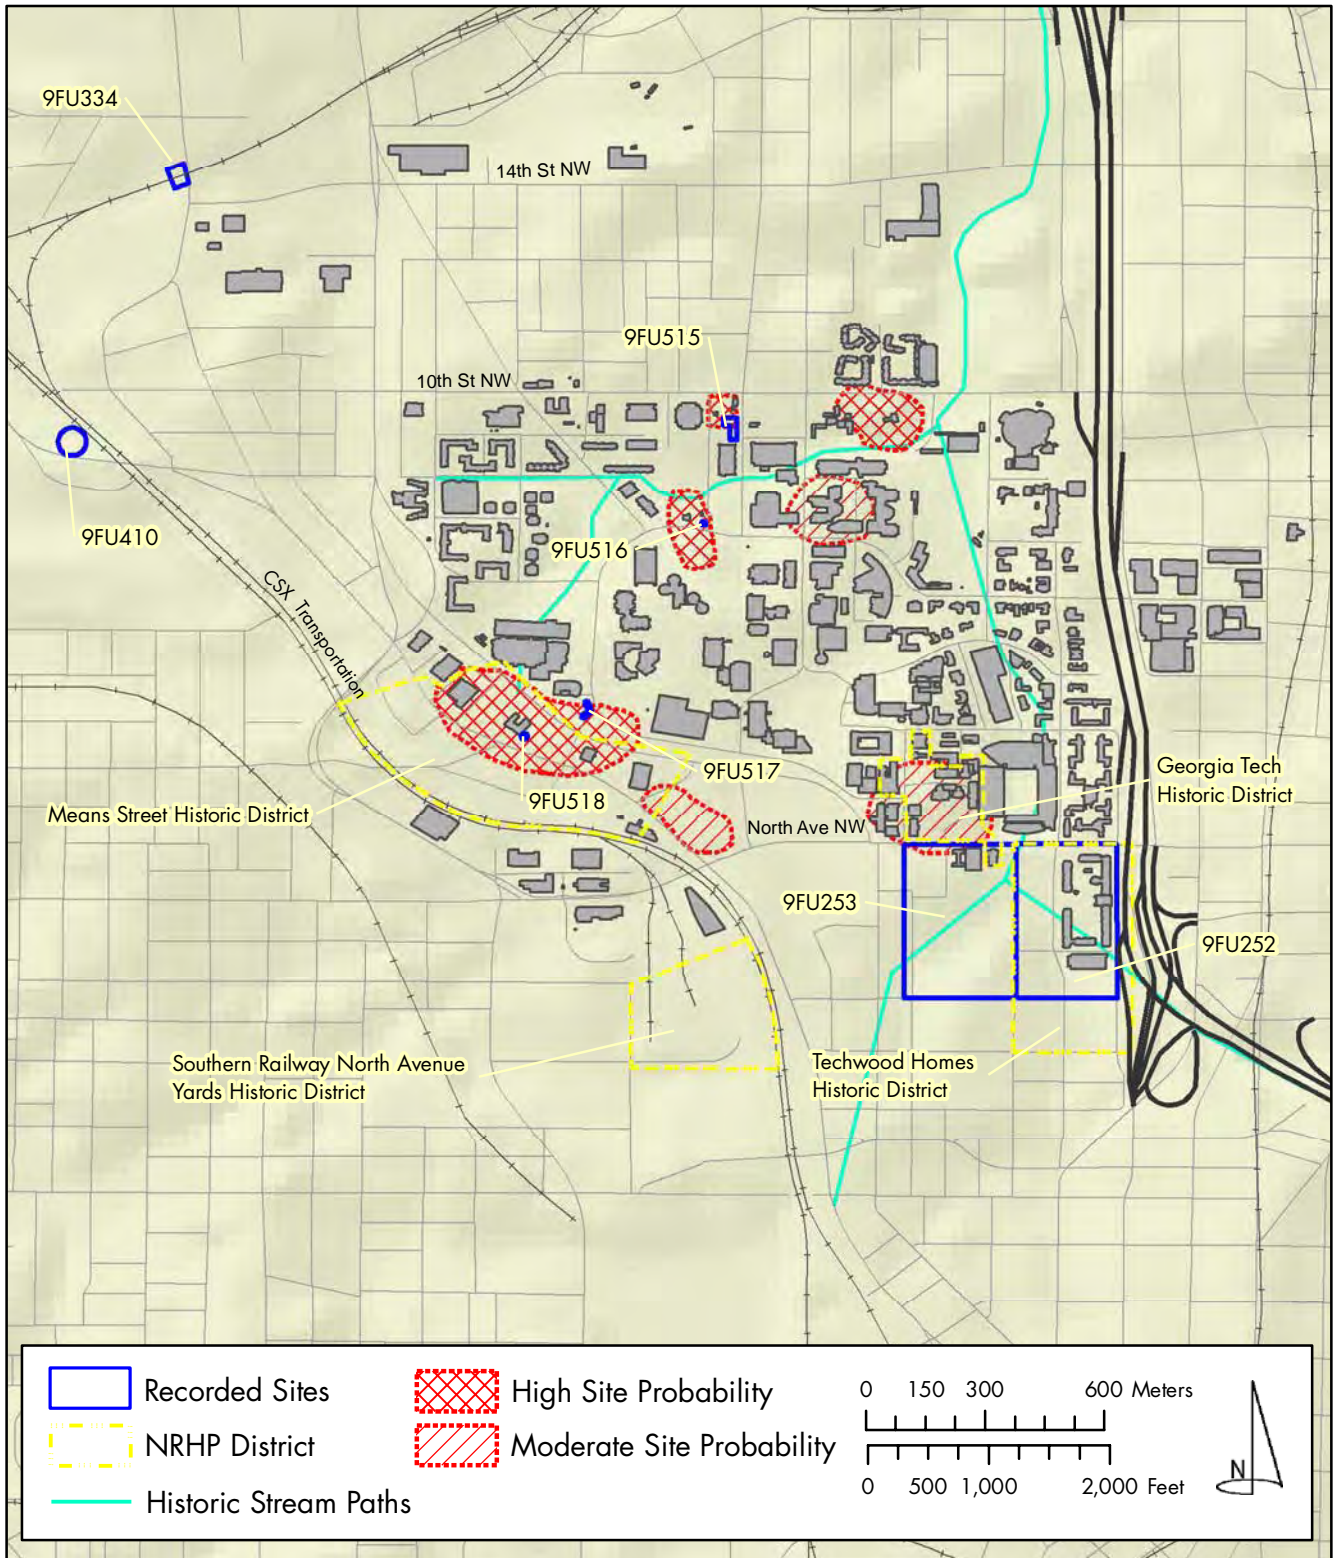 9FU334
14th St NW
9FU515
10th St NW
9FU410
9FU516
CSX Transportation
9FU517
9FU518
Means Street Historic District
Georgia Tech
Historic District
North Ave NW
9FU253
9FU252
Southern Railway North Avenue
Yards Historic District
Techwood Homes
Historic District
Recorded Sites
NRHP District
Historic Stream Paths
High Site Probability
Moderate Site Probability
0 150 300 600 Meters
0 500 1,000 2,000 Feet
N